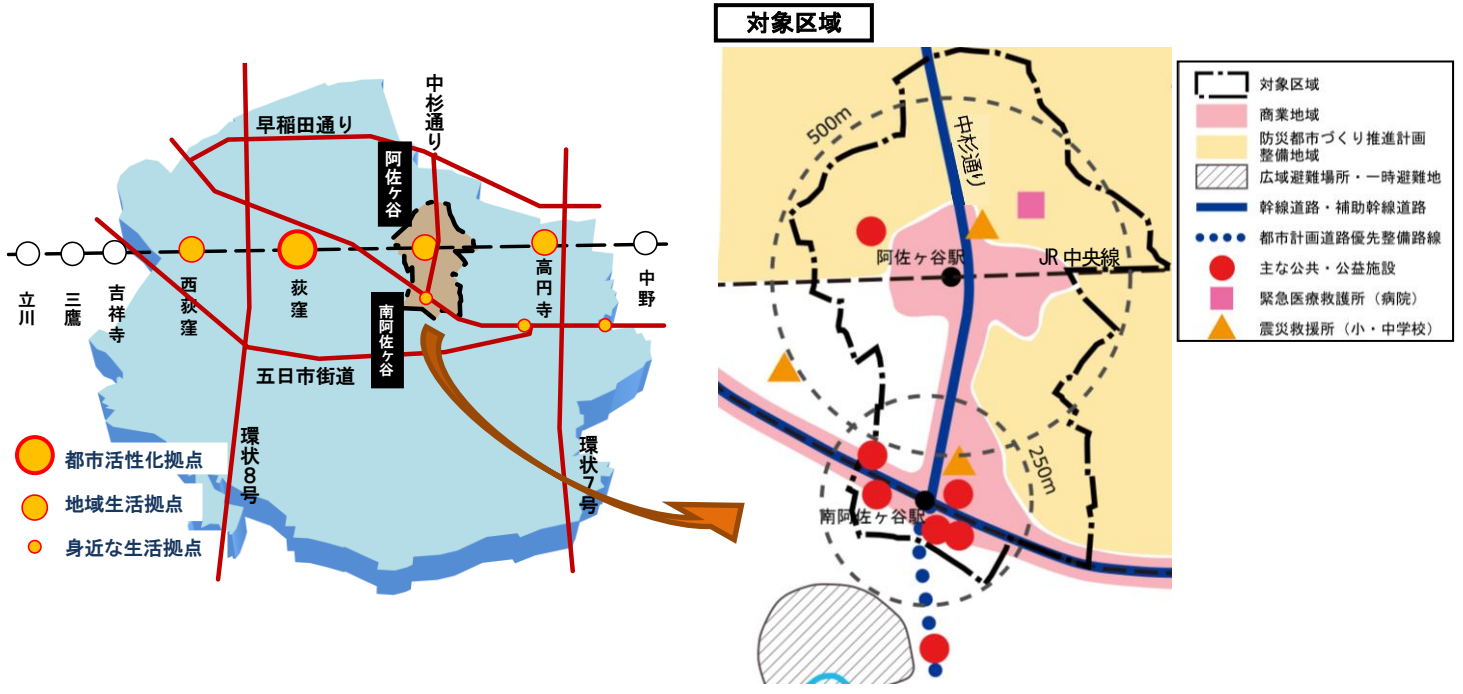 対象区域
中杉通り
早稲田通り
阿佐ヶ谷
立川
三鷹
吉祥寺
西荻窪
荻窪
高円寺
中野
南阿佐ヶ谷
五日市街道
環状8号
環状7号
都市活性化拠点
地域生活拠点
身近な生活拠点
500m
中杉通り
阿佐ヶ谷駅
JR中央線
250m
南阿佐ヶ谷駅
対象区域
商業地域
防災都市づくり推進計画
整備地域
広域避難場所・一時避難地
幹線道路・補助幹線道路
都市計画道路優先整備路線
主な公共・公益施設
緊急医療救護所（病院）
震災救援所（小・中学校）